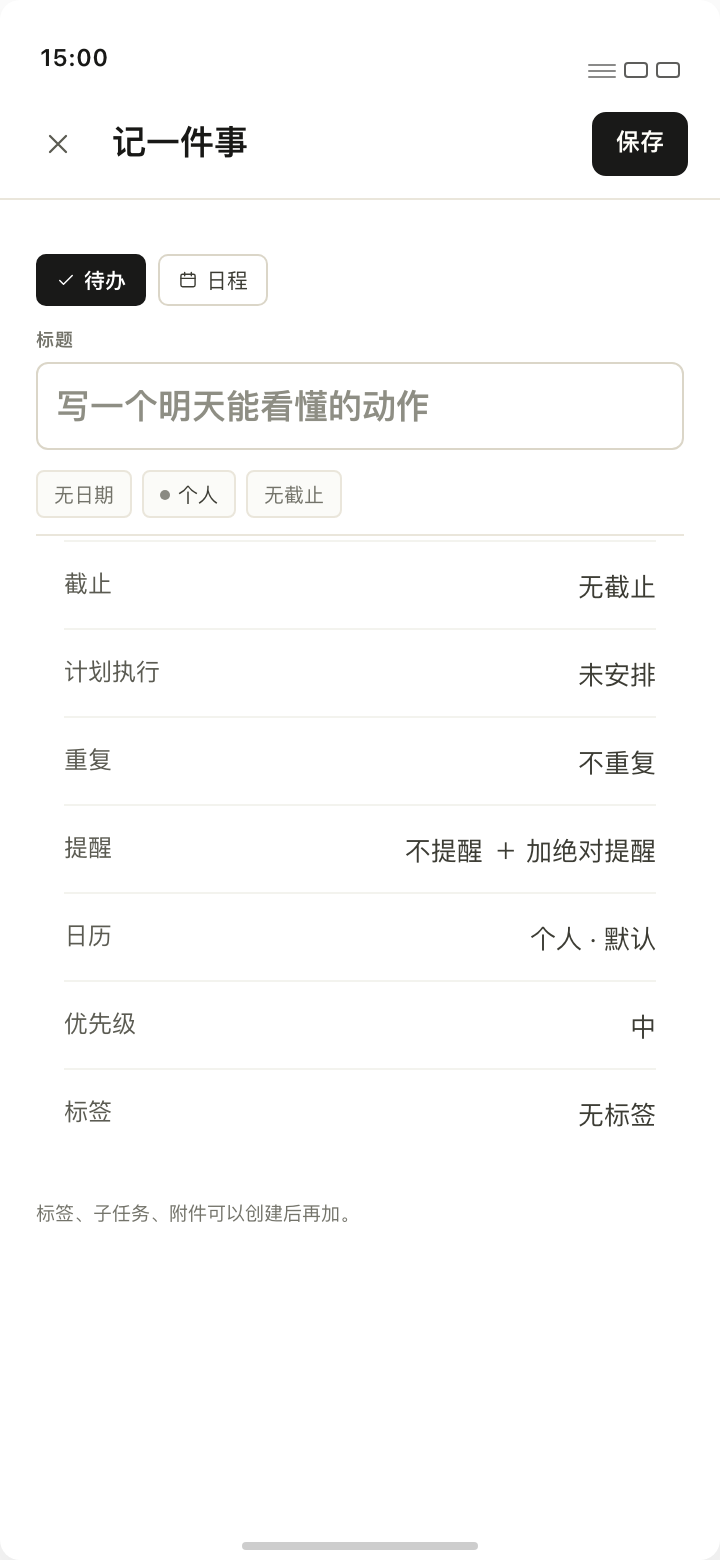 15:00
记一件事
保存
待办
日程
标题
写一个明天能看懂的动作
无日期
个人
无截止
截止
无截止
计划执行
未安排
重复
不重复
提醒
不提醒 ＋ 加绝对提醒
日历
个人 · 默认
优先级
中
标签
无标签
标签、子任务、附件可以创建后再加。